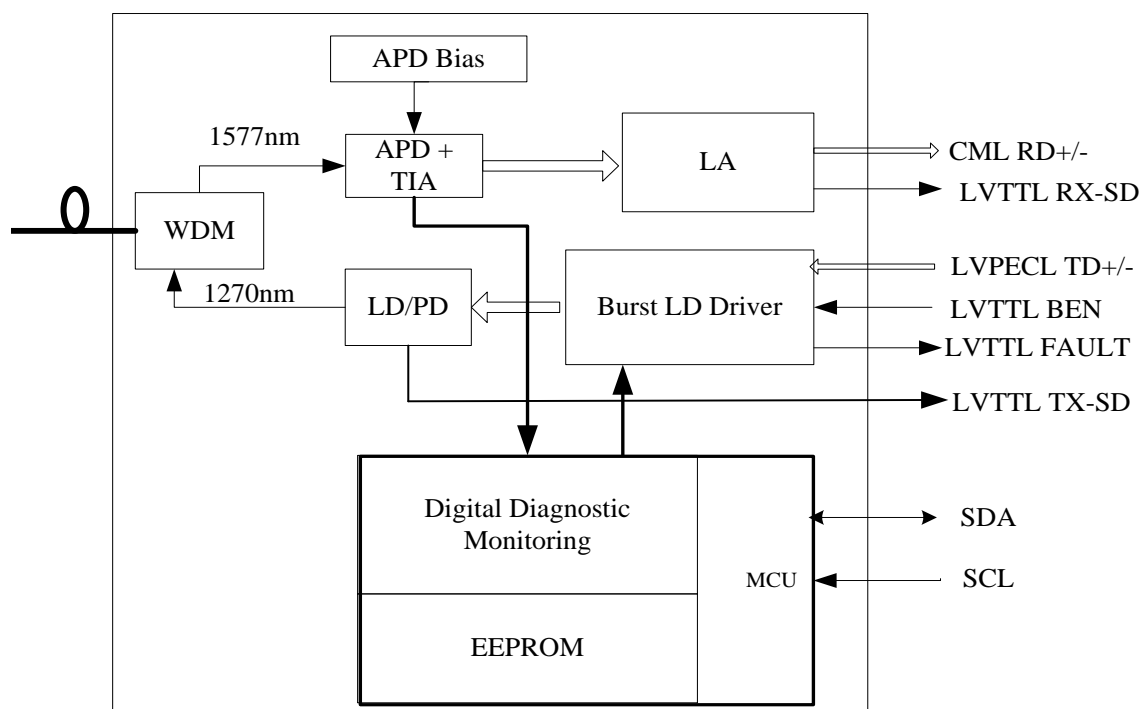 APD Bias
1577nm
APD +
TIA
LA
CML RD+/-
LVTTL RX-SD
WDM
1270nm
LD/PD
Burst LD Driver
LVPECL TD+/-
LVTTL BEN
LVTTL FAULT
LVTTL TX-SD
Digital Diagnostic
Monitoring
MCU
SDA
SCL
EEPROM